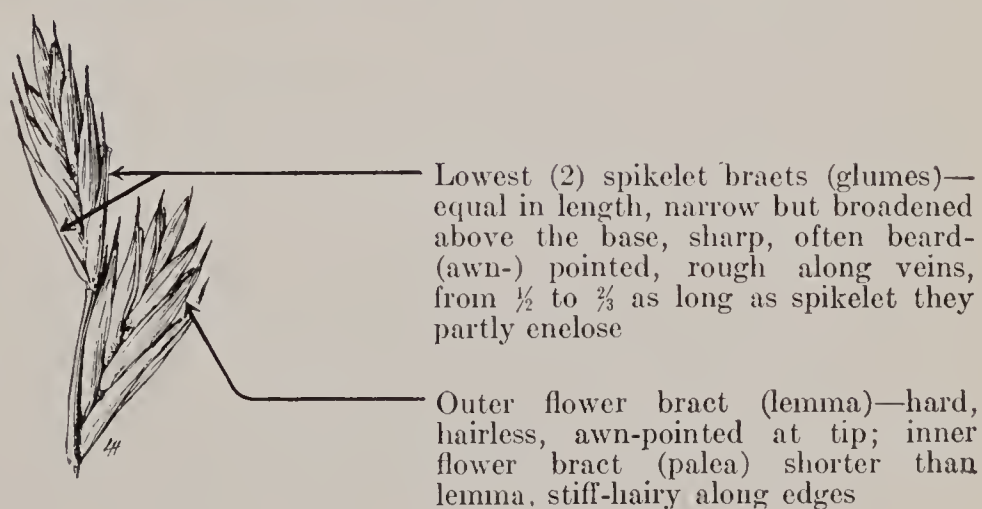 Lowest (2) spikelet bracts (glumes)—
equal in length, narrow but broadened
above the base, sharp, often beard-
(awn-) pointed, rough along veins,
from ½ to ⅔ as long as spikelet they
partly enclose
Outer flower bract (lemma)—hard,
hairless, awn-pointed at tip; inner
flower bract (palea) shorter than
lemma, stiff-hairy along edges
LH